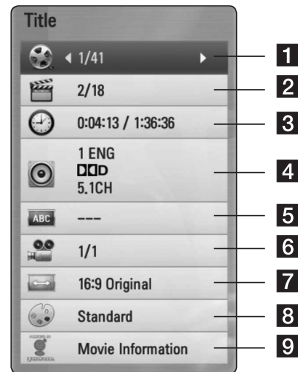 Title
1/41
1
2/18
2
0:04:13 / 1:36:36
3
1 ENG
DD D
5.1CH
4
ABC
---
5
1/1
6
16:9 Original
7
Standard
8
Movie Information
9